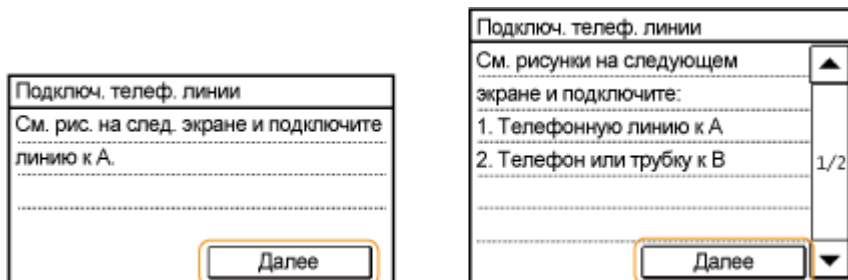 Подключ. телеф. линии
См. рис. на след. экране и подключите
линию к А.
Далее
Подключ. телеф. линии
См. рисунки на следующем
экране и подключите:
1. Телефонную линию к А
2. Телефон или трубку к В
1/2
Далее